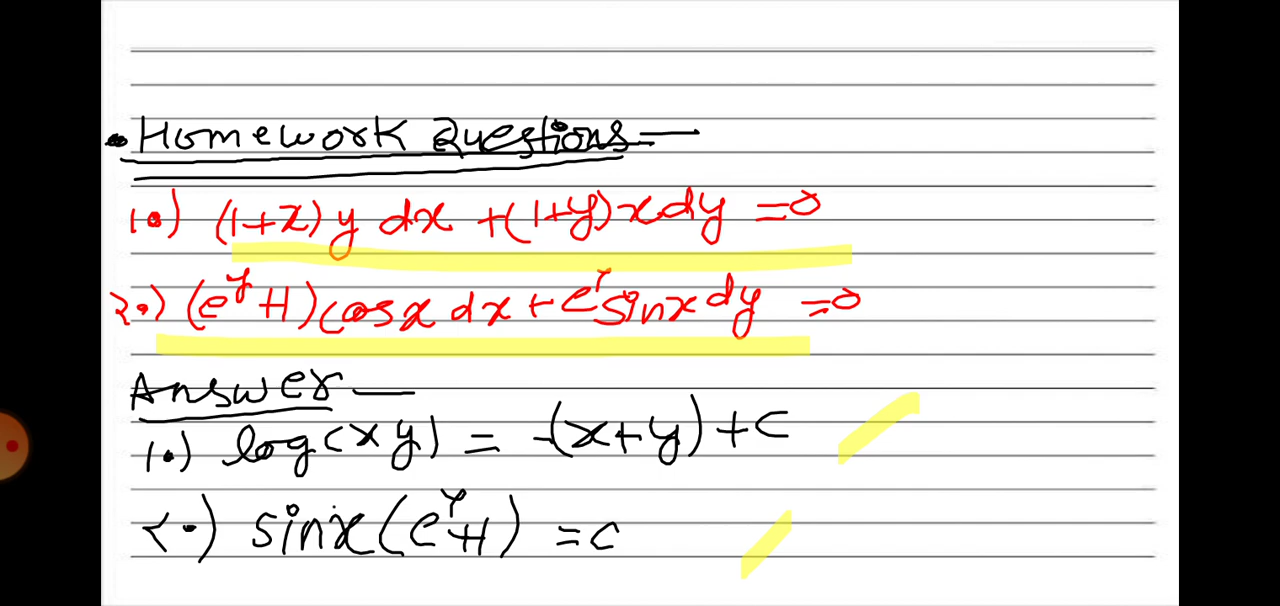 • Homework Questions —
1.) (1+x) y dx + (1+y) x dy = 0
2.) (e^y + 1) cos x dx + e^y sin x dy = 0
Answer —
1.) log(xy) = -(x+y) + c
2.) sin x (e^y + 1) = c